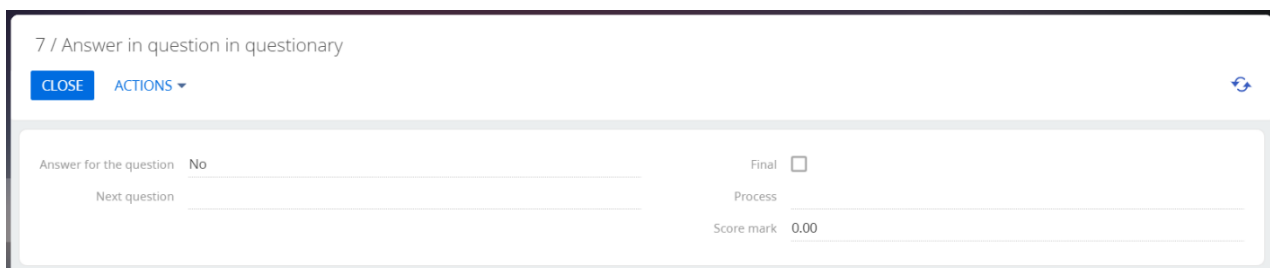 7 / Answer in question in questionary
CLOSE ACTIONS
Answer for the question No Final
Next question Process
Score mark 0.00